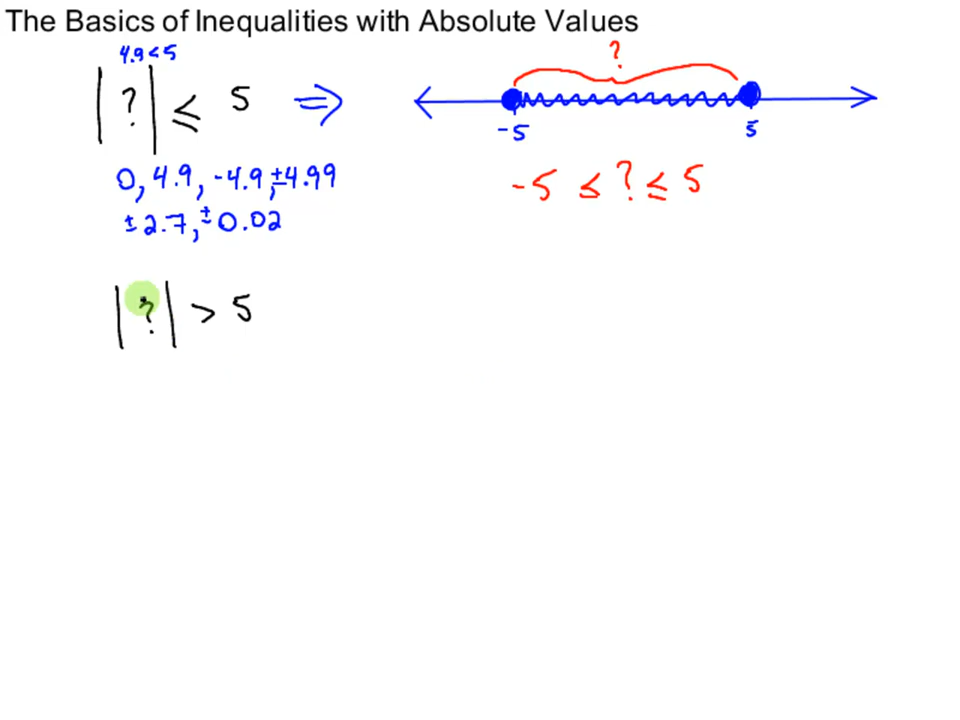 The Basics of Inequalities with Absolute Values
4.9 < 5
|?| ≤ 5 ⇒
?
-5 5
0, 4.9, -4.9, ±4.99
-5 ≤ ? ≤ 5
±2.7, ±0.02
|?| > 5